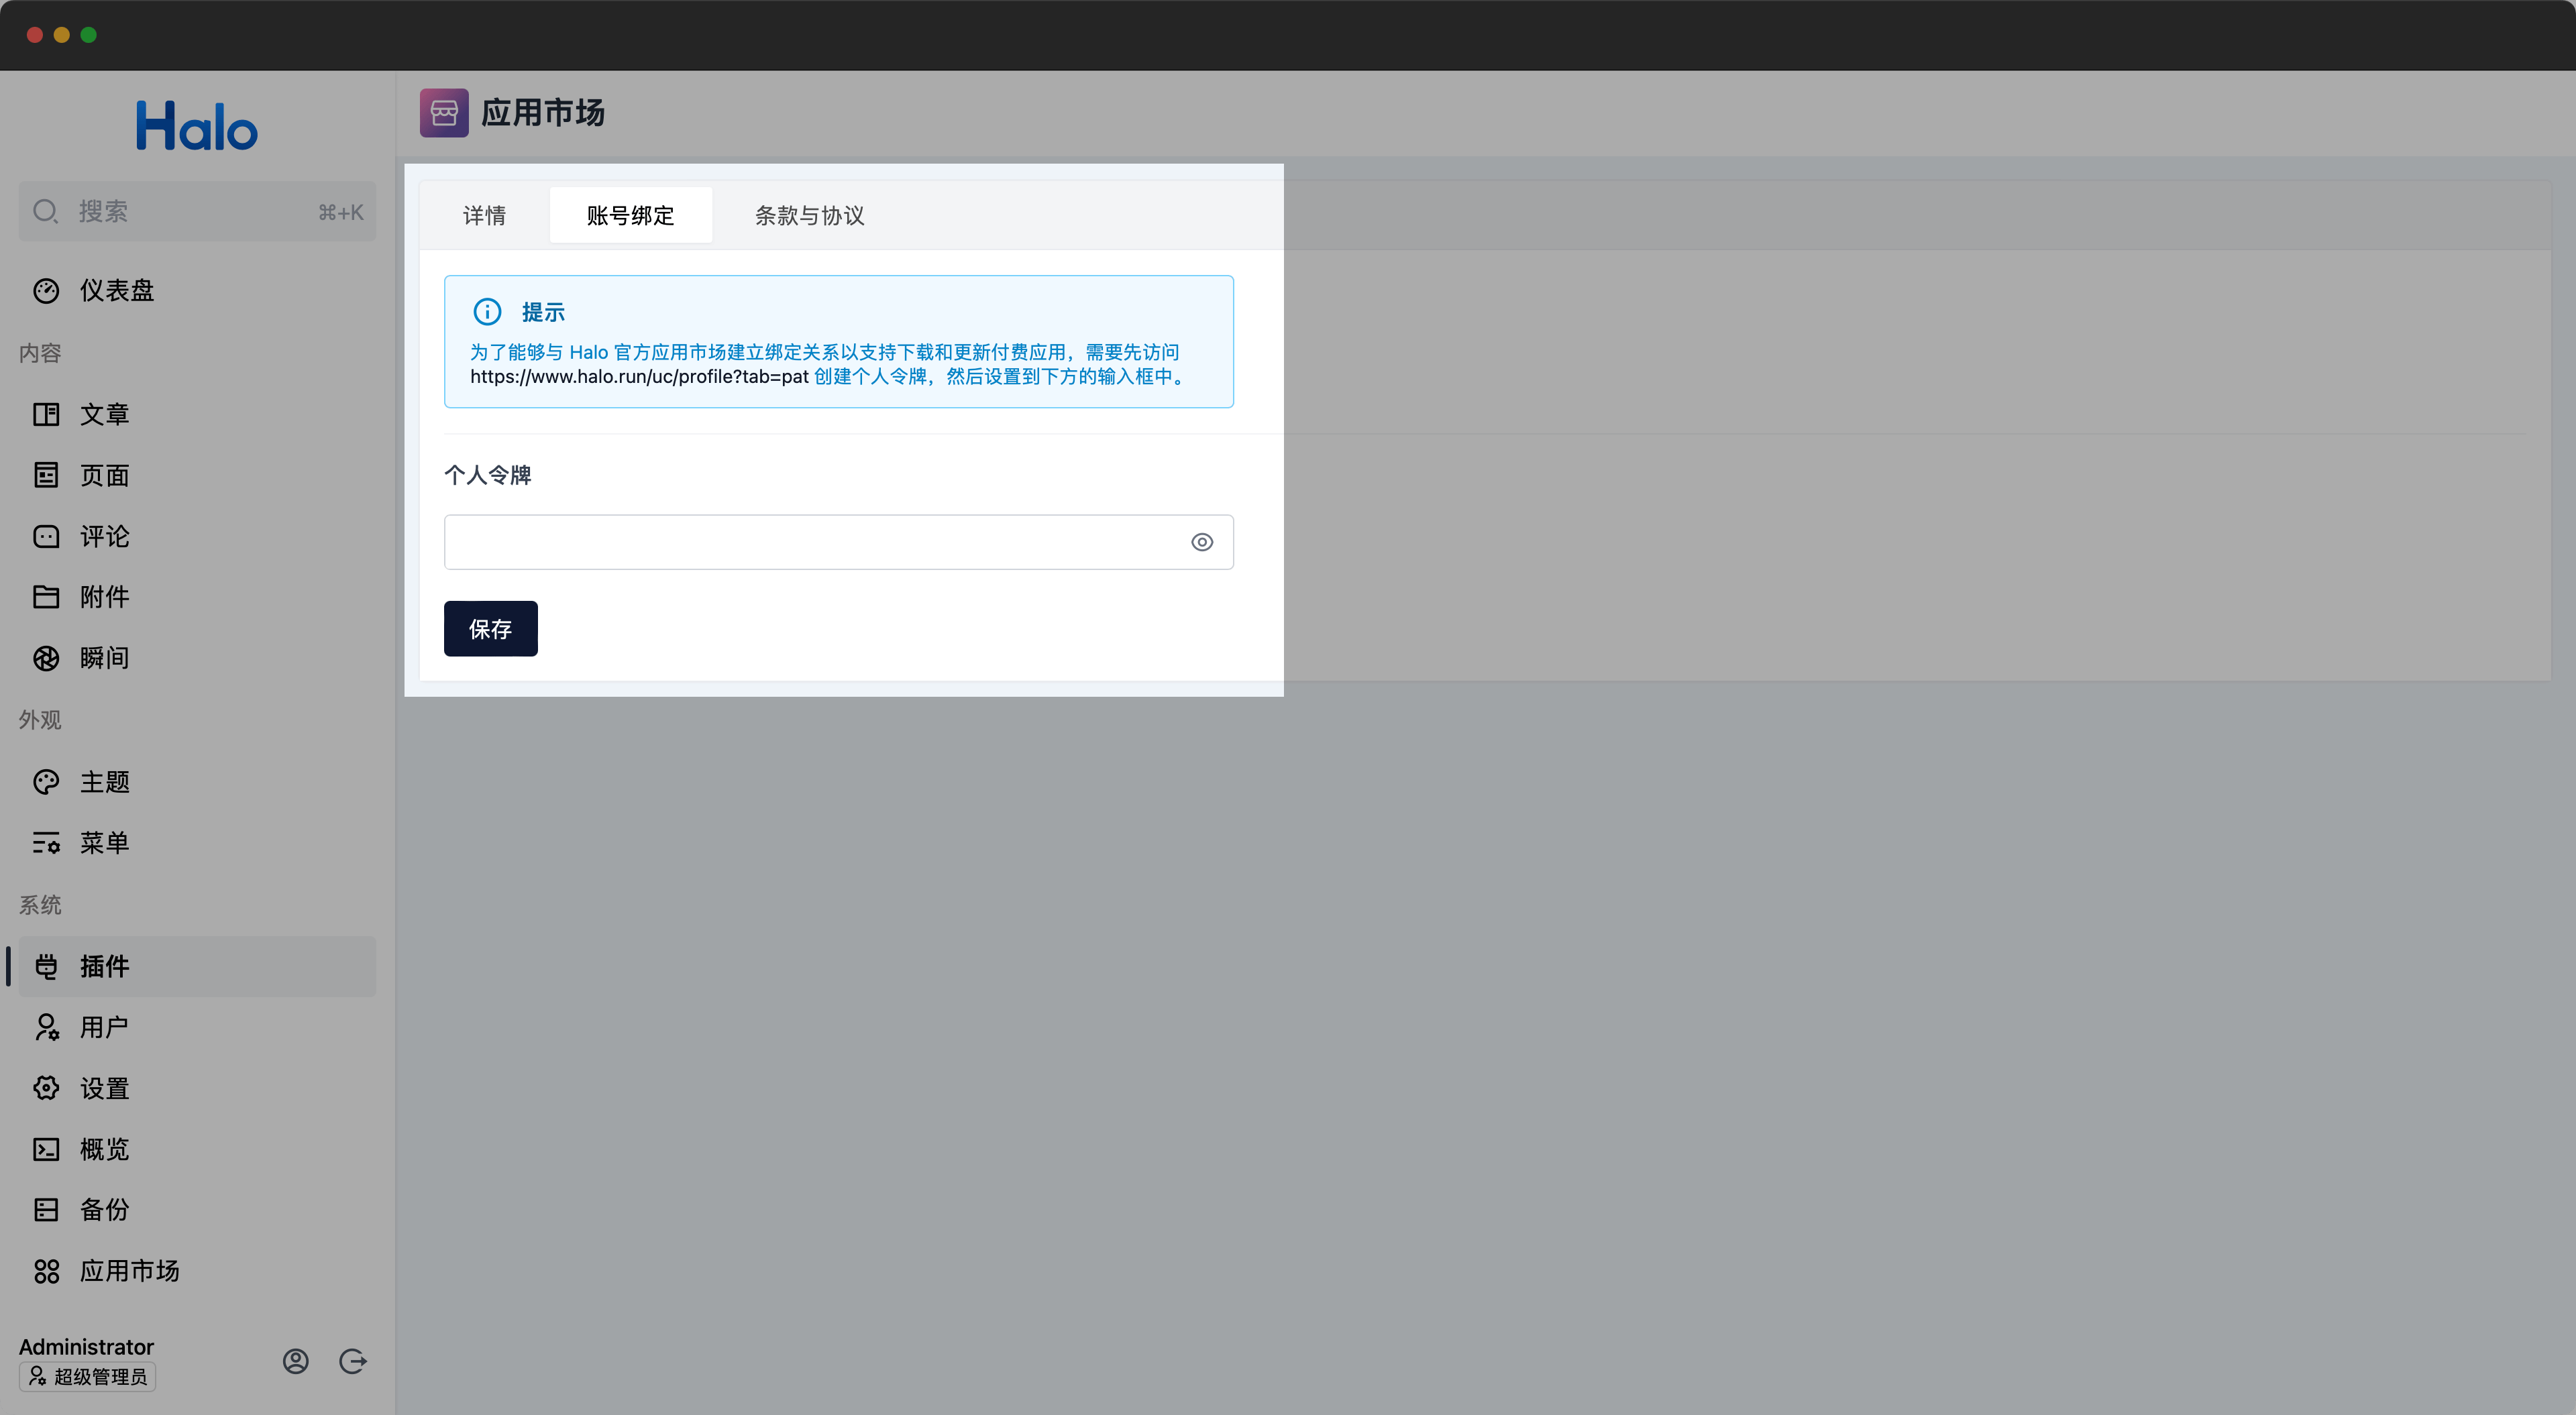 Halo
搜索
⌘+K
仪表盘
内容
文章
页面
评论
附件
瞬间
外观
主题
菜单
系统
插件
用户
设置
概览
备份
应用市场
Administrator
超级管理员
应用市场
详情
账号绑定
条款与协议
提示
为了能够与 Halo 官方应用市场建立绑定关系以支持下载和更新付费应用，需要先访问
https://www.halo.run/uc/profile?tab=pat 创建个人令牌，然后设置到下方的输入框中。
个人令牌
保存